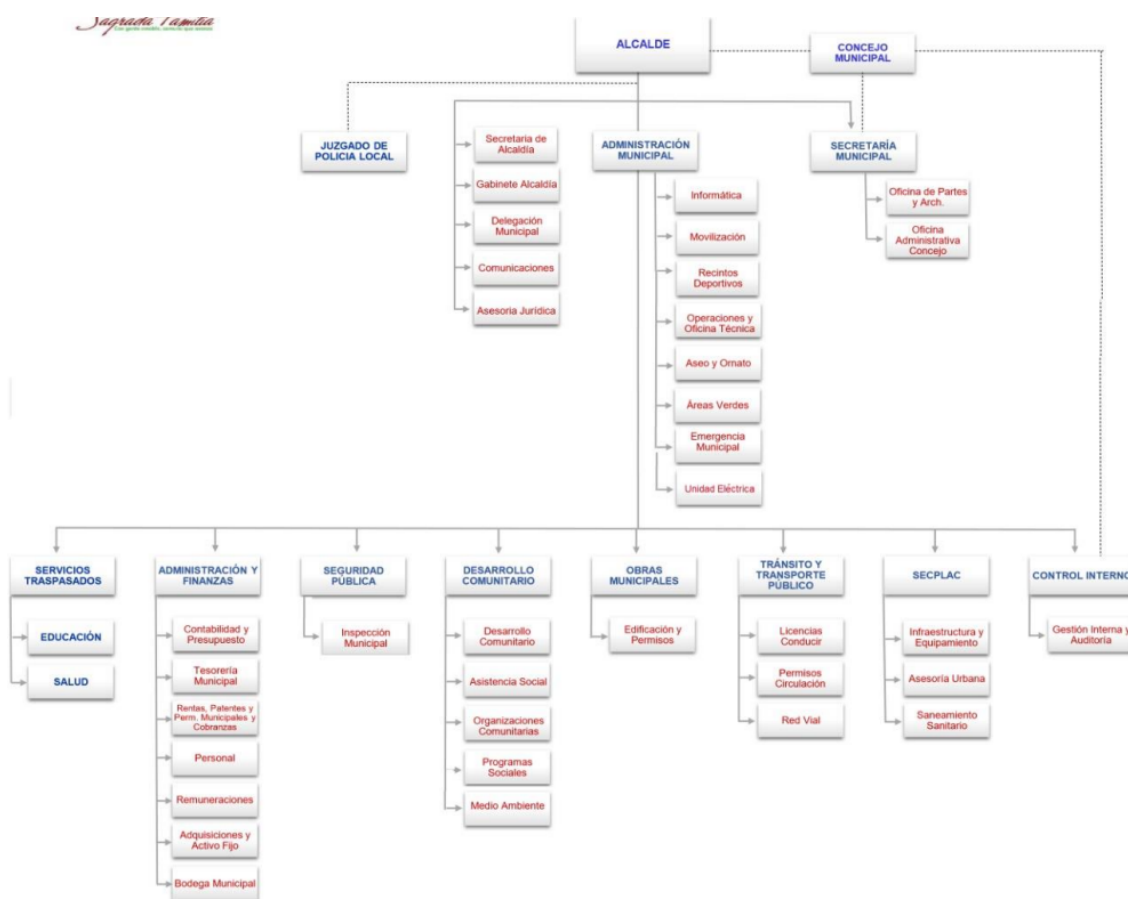 Sagrada Familia
ALCALDE
CONCEJO
MUNICIPAL
JUZGADO DE
POLICIA LOCAL
Secretaria de
Alcaldía
Gabinete Alcaldía
Delegación
Municipal
Comunicaciones
Asesoria Jurídica
ADMINISTRACIÓN
MUNICIPAL
Informática
Movilización
Recintos
Deportivos
Operaciones y
Oficina Técnica
Aseo y Ornato
Áreas Verdes
Emergencia
Municipal
Unidad Eléctrica
SECRETARÍA
MUNICIPAL
Oficina de Partes
y Arch.
Oficina
Administrativa
Concejo
SERVICIOS
TRASPASADOS
EDUCACIÓN
SALUD
ADMINISTRACIÓN Y
FINANZAS
Contabilidad y
Presupuesto
Tesorería
Municipal
Rentas, Patentes y
Perm. Municipales y
Cobranzas
Personal
Remuneraciones
Adquisiciones y
Activo Fijo
Bodega Municipal
SEGURIDAD
PÚBLICA
Inspección
Municipal
DESARROLLO
COMUNITARIO
Desarrollo
Comunitario
Asistencia Social
Organizaciones
Comunitarias
Programas
Sociales
Medio Ambiente
OBRAS
MUNICIPALES
Edificación y
Permisos
TRÁNSITO Y
TRANSPORTE
PÚBLICO
Licencias
Conducir
Permisos
Circulación
Red Vial
SECPLAC
Infraestructura y
Equipamiento
Asesoría Urbana
Saneamiento
Sanitario
CONTROL INTERNO
Gestión Interna y
Auditoría